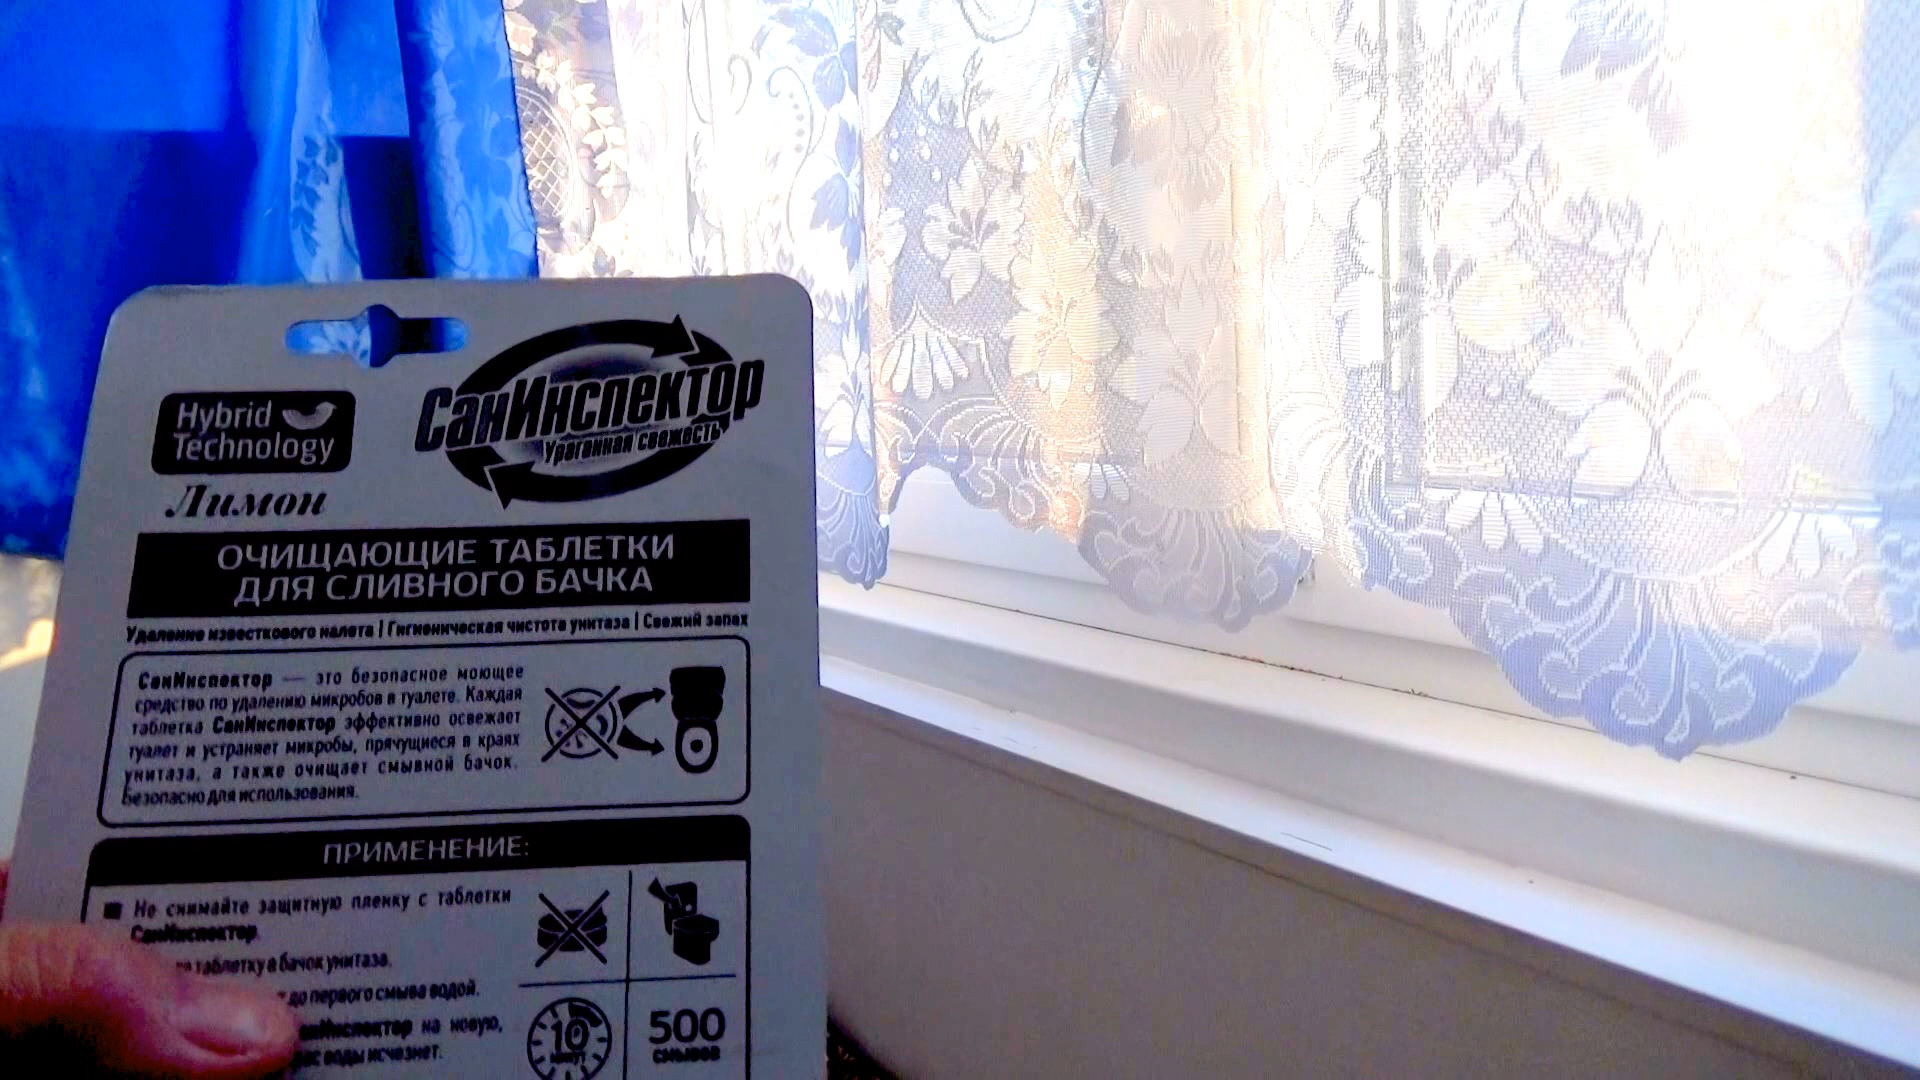 Hybrid
Technology
СанИнспектор
Ураганная свежесть
Лимон
ОЧИЩАЮЩИЕ ТАБЛЕТКИ
ДЛЯ СЛИВНОГО БАЧКА
Удаление известкового налета | Гигиеническая чистота унитаза | Свежий запах
СанИнспектор — это безопасное моющее
средство по удалению микробов в туалете. Каждая
таблетка СанИнспектор эффективно освежает
туалет и устраняет микробы, прячущиеся в краях
унитаза, а также очищает смывной бачок.
Безопасно для использования.
ПРИМЕНЕНИЕ:
Не снимайте защитную пленку с таблетки
СанИнспектор.
таблетку в бачок унитаза.
до первого смыва водой.
СанИнспектор на новую,
воды исчезнет.
10
минут
500
смывов